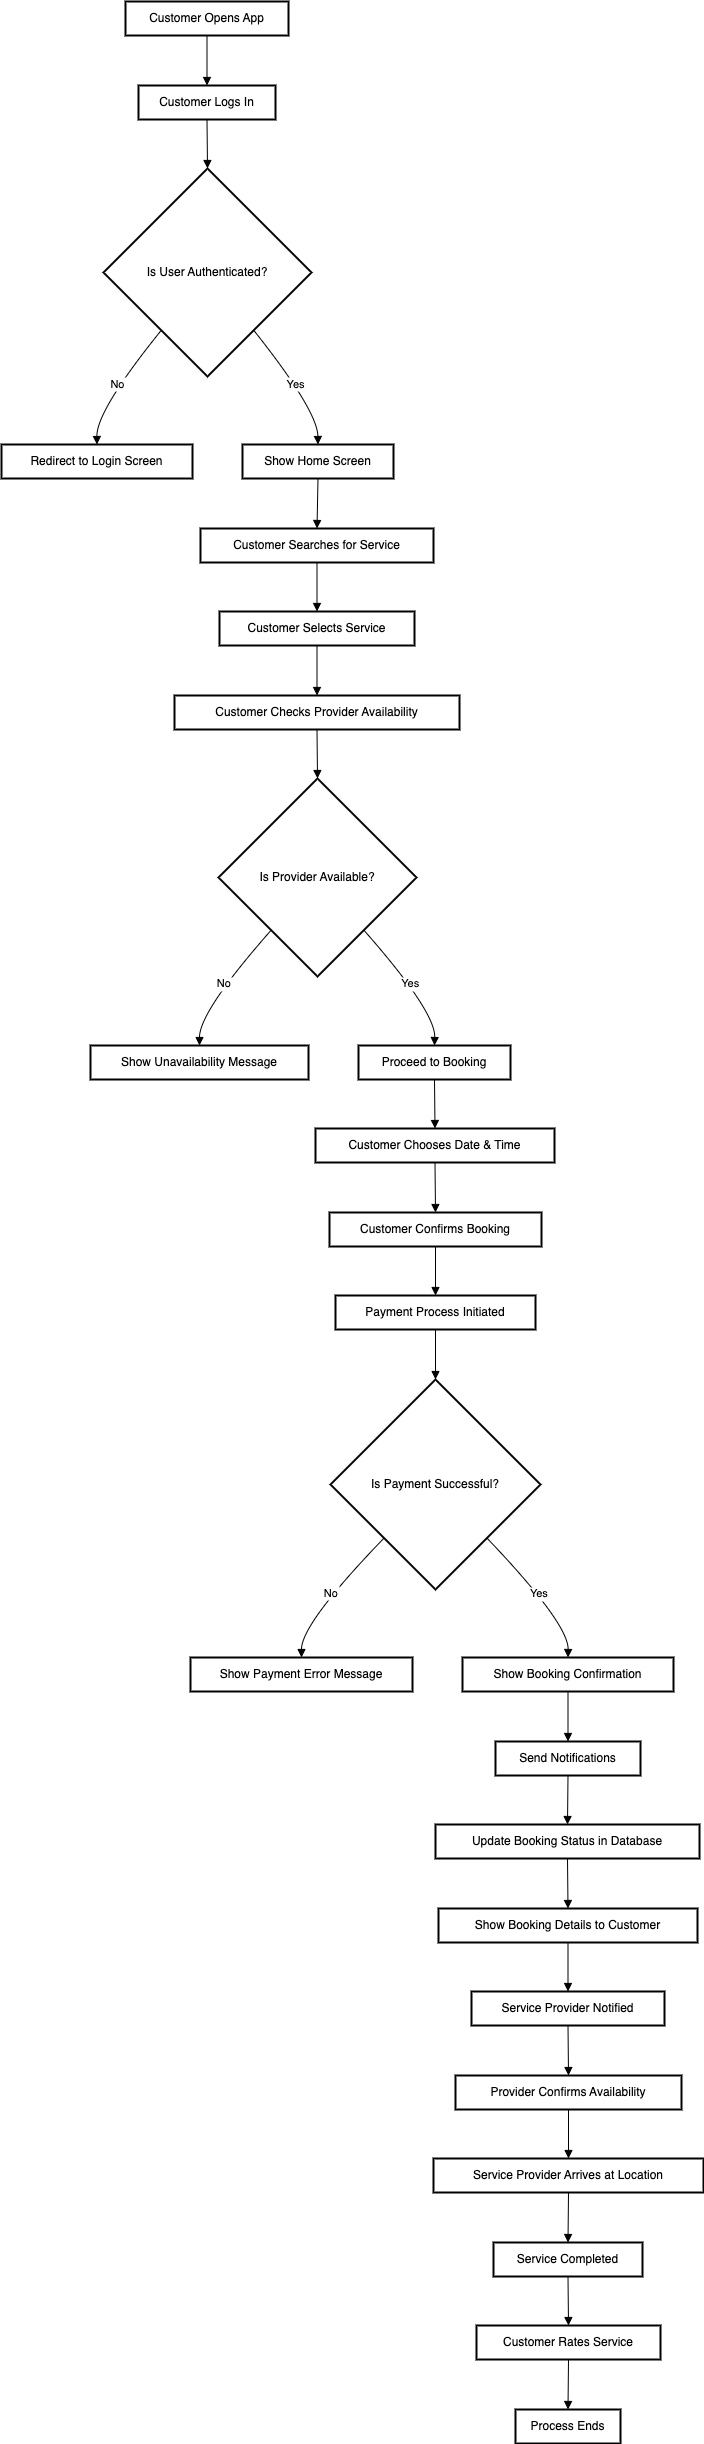 Customer Opens App
Customer Logs In
Is User Authenticated?
No
Yes
Redirect to Login Screen
Show Home Screen
Customer Searches for Service
Customer Selects Service
Customer Checks Provider Availability
Is Provider Available?
No
Yes
Show Unavailability Message
Proceed to Booking
Customer Chooses Date & Time
Customer Confirms Booking
Payment Process Initiated
Is Payment Successful?
No
Yes
Show Payment Error Message
Show Booking Confirmation
Send Notifications
Update Booking Status in Database
Show Booking Details to Customer
Service Provider Notified
Provider Confirms Availability
Service Provider Arrives at Location
Service Completed
Customer Rates Service
Process Ends